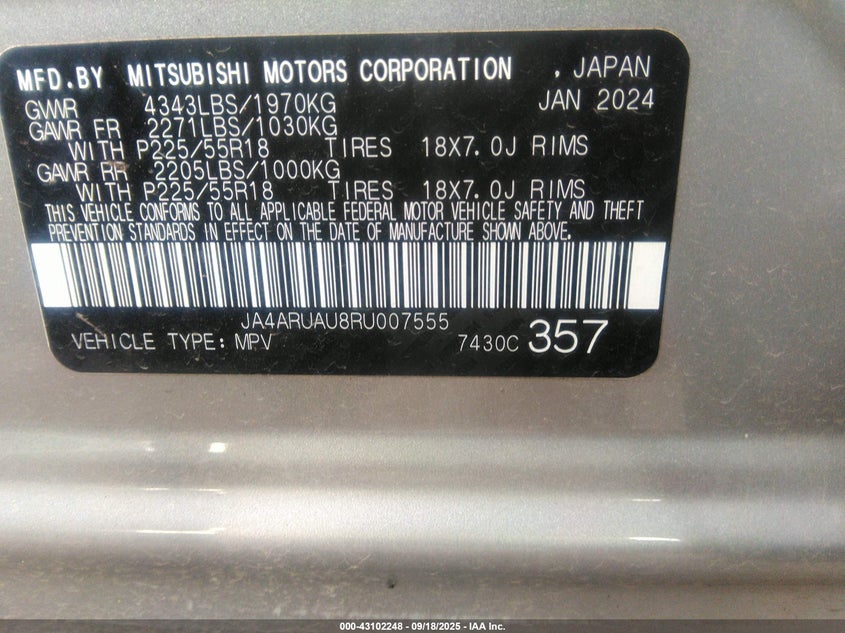 MFD.BY MITSUBISHI MOTORS CORPORATION , JAPAN
GVWR 4343LBS/1970KG JAN 2024
GAWR FR 2271LBS/1030KG
WITH P225/55R18 TIRES 18X7.0J RIMS
GAWR RR 2205LBS/1000KG
WITH P225/55R18 TIRES 18X7.0J RIMS
THIS VEHICLE CONFORMS TO ALL APPLICABLE FEDERAL MOTOR VEHICLE SAFETY AND THEFT
PREVENTION STANDARDS IN EFFECT ON THE DATE OF MANUFACTURE SHOWN ABOVE.
JA4ARUAU8RU007555
VEHICLE TYPE: MPV 7430C 357
000-43102248 - 09/18/2025 - IAA Inc.